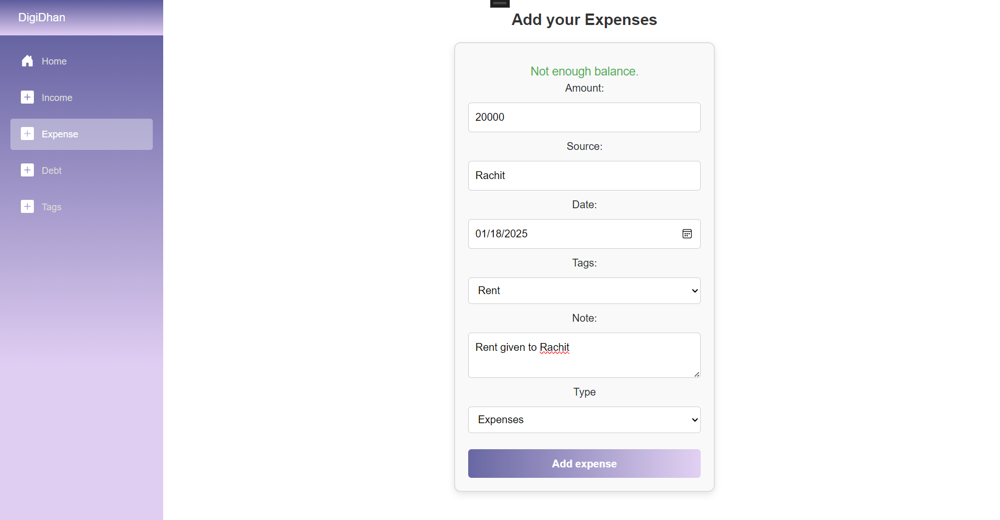 DigiDhan
Home
Income
Expense
Debt
Tags
Add your Expenses
Not enough balance.
Amount:
20000
Source:
Rachit
Date:
01/18/2025
Tags:
Rent
Note:
Rent given to Rachit
Type
Expenses
Add expense